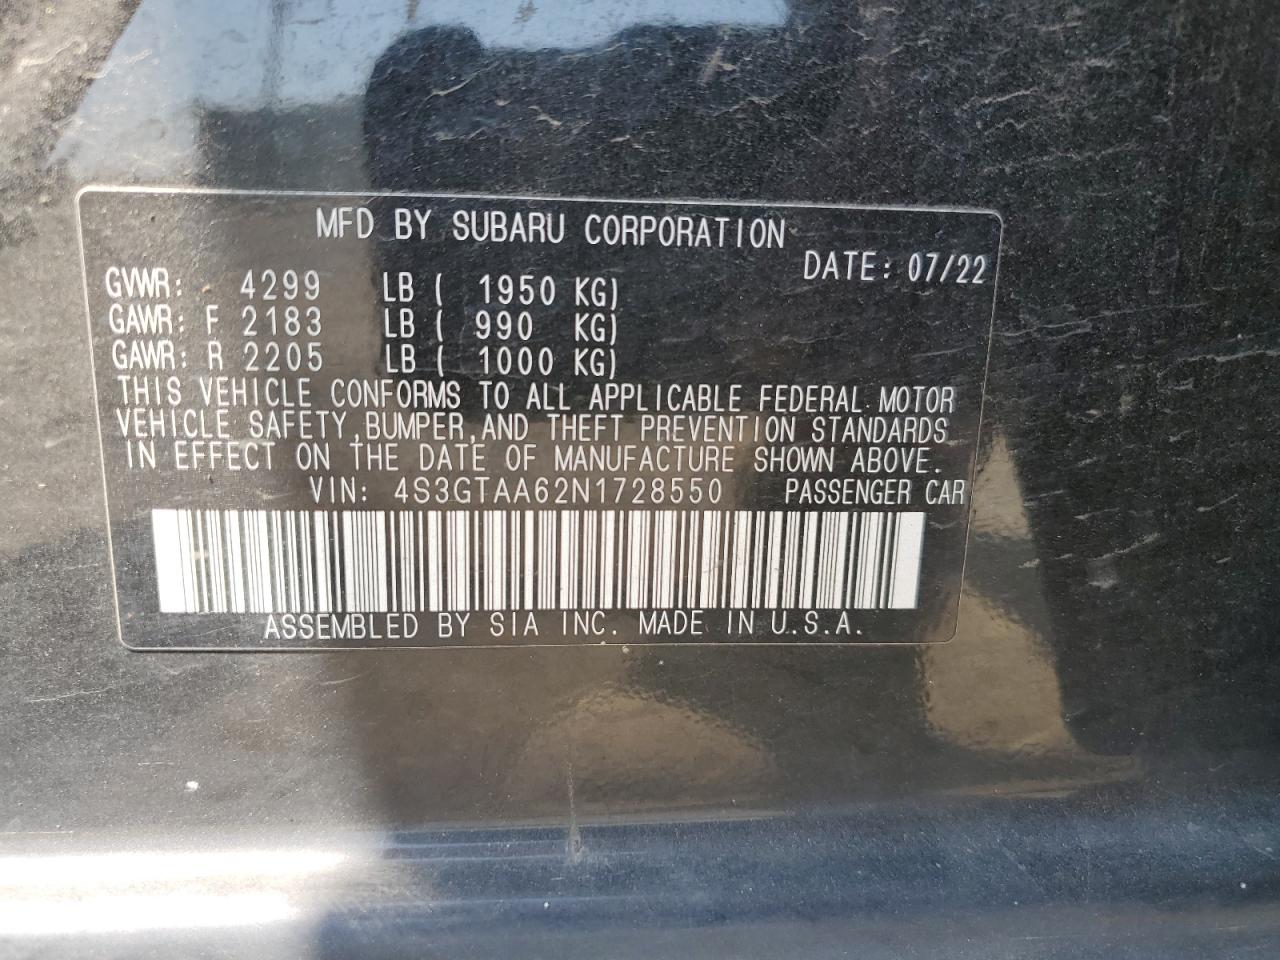 MFD BY SUBARU CORPORATION
DATE: 07/22
GVWR: 4299 LB ( 1950 KG)
GAWR: F 2183 LB ( 990 KG)
GAWR: R 2205 LB ( 1000 KG)
THIS VEHICLE CONFORMS TO ALL APPLICABLE FEDERAL MOTOR
VEHICLE SAFETY,BUMPER,AND THEFT PREVENTION STANDARDS
IN EFFECT ON THE DATE OF MANUFACTURE SHOWN ABOVE.
VIN: 4S3GTAA62N1728550 PASSENGER CAR
ASSEMBLED BY SIA INC. MADE IN U.S.A.